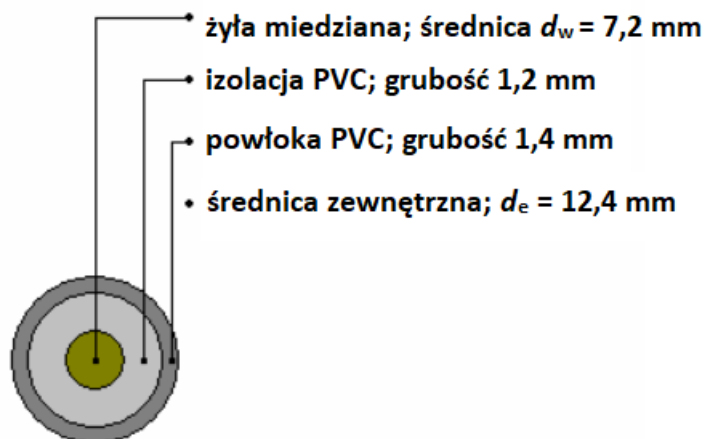 żyła miedziana; średnica dw = 7,2 mm
izolacja PVC; grubość 1,2 mm
powłoka PVC; grubość 1,4 mm
średnica zewnętrzna; de = 12,4 mm